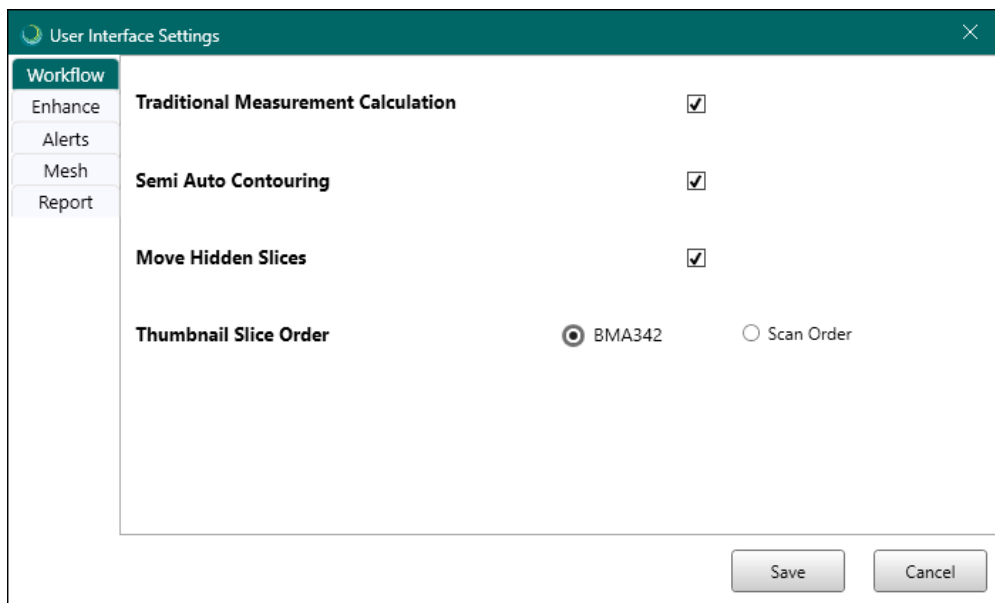 User Interface Settings
Workflow
Enhance
Alerts
Mesh
Report
Traditional Measurement Calculation
Semi Auto Contouring
Move Hidden Slices
Thumbnail Slice Order BMA342 Scan Order
Save Cancel